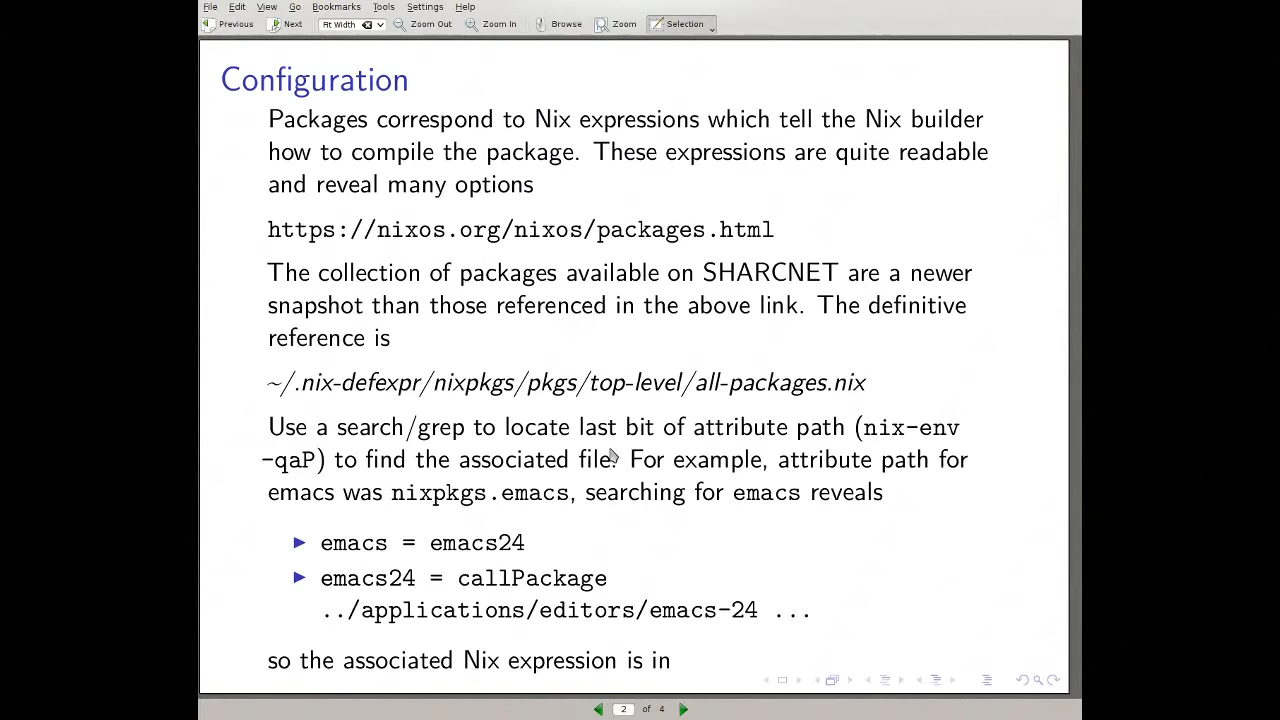 File Edit View Go Bookmarks Tools Settings Help
Previous Next Fit Width Zoom Out Zoom In Browse Zoom Selection
Configuration
Packages correspond to Nix expressions which tell the Nix builder
how to compile the package. These expressions are quite readable
and reveal many options
https://nixos.org/nixos/packages.html
The collection of packages available on SHARCNET are a newer
snapshot than those referenced in the above link. The definitive
reference is
~/.nix-defexpr/nixpkgs/pkgs/top-level/all-packages.nix
Use a search/grep to locate last bit of attribute path (nix-env
-qaP) to find the associated file. For example, attribute path for
emacs was nixpkgs.emacs, searching for emacs reveals
▶ emacs = emacs24
▶ emacs24 = callPackage
../applications/editors/emacs-24 ...
so the associated Nix expression is in
2 of 4